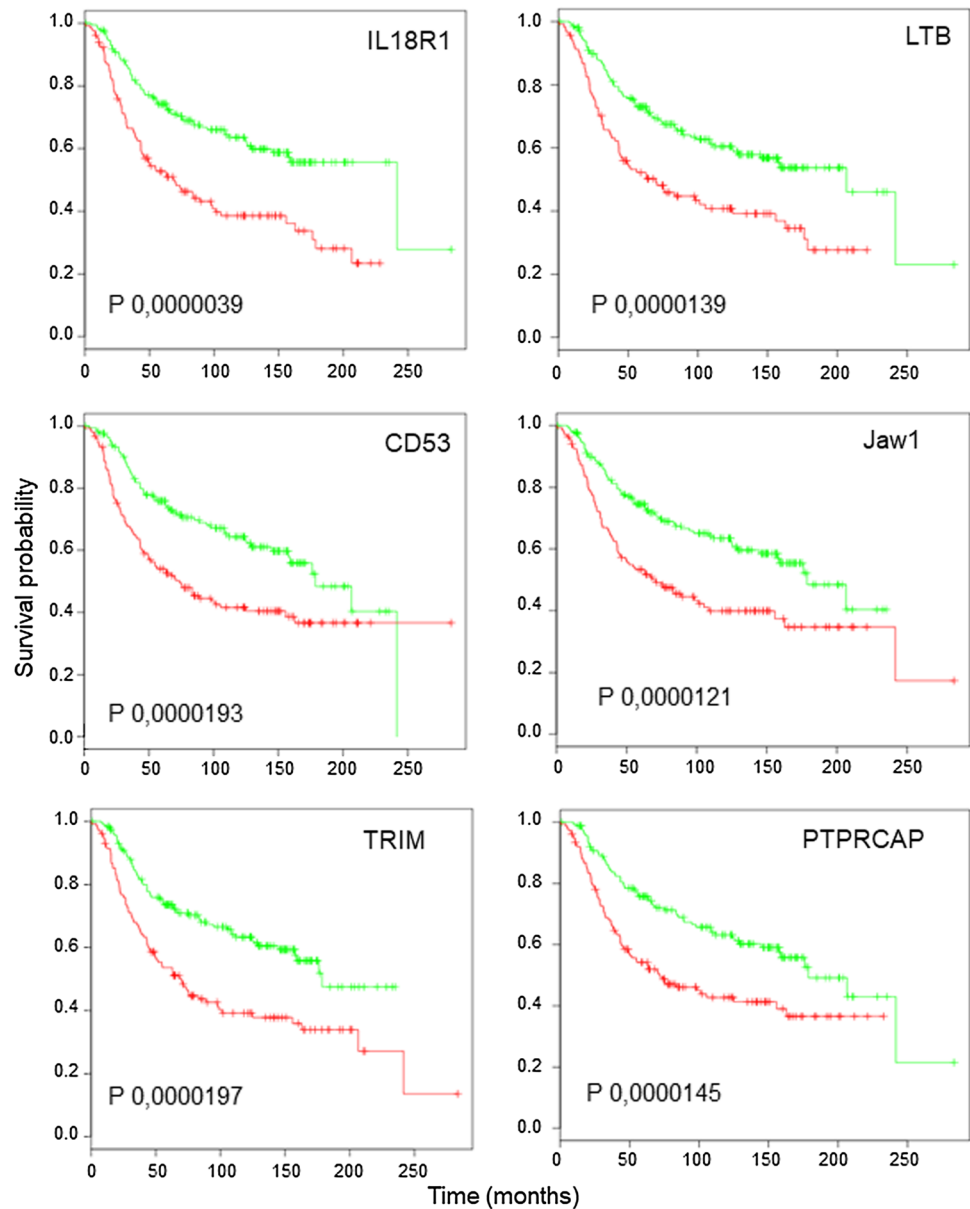 IL18R1
1.0
0.8
0.6
0.4
0.2
0.0
P 0,0000039
0 50 100 150 200 250
LTB
1.0
0.8
0.6
0.4
0.2
0.0
P 0,0000139
0 50 100 150 200 250
Survival probability
CD53
1.0
0.8
0.6
0.4
0.2
0.0
P 0,0000193
0 50 100 150 200 250
Jaw1
1.0
0.8
0.6
0.4
0.2
0.0
P 0,0000121
0 50 100 150 200 250
TRIM
1.0
0.8
0.6
0.4
0.2
0.0
P 0,0000197
0 50 100 150 200 250
PTPRCAP
1.0
0.8
0.6
0.4
0.2
0.0
P 0,0000145
0 50 100 150 200 250
Time (months)